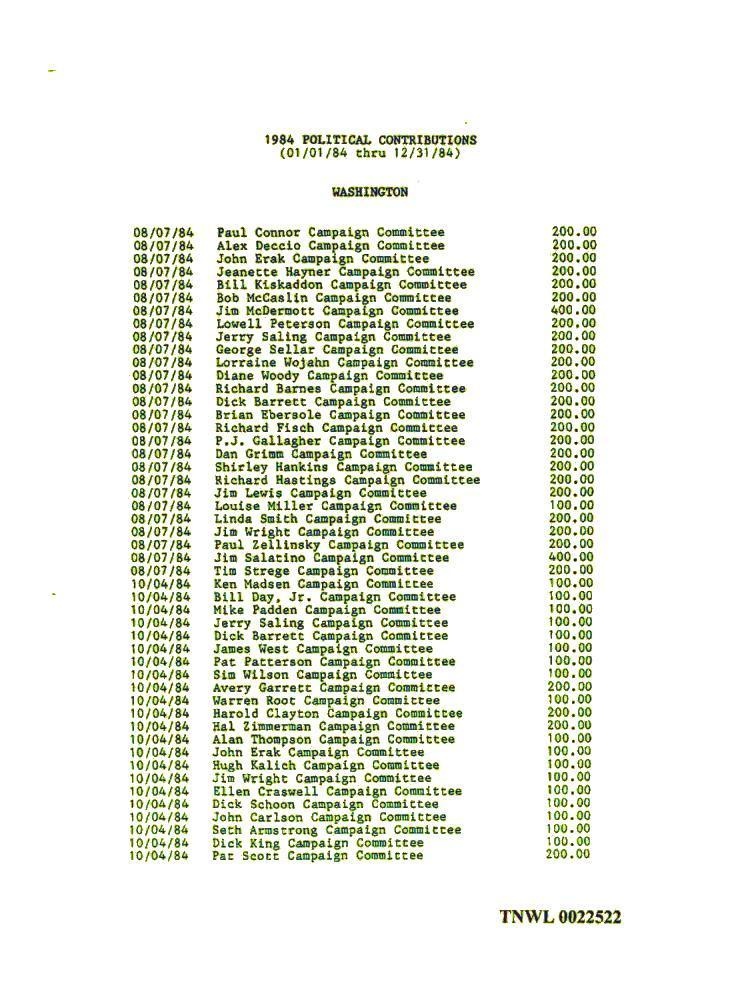 1984 POLITICAL CONTRIBUTIONS
(01/01/84 thru 12/31/84)
WASHINGTON
08/07/84 Paul Connor Campaign Committee 200.00
08/07/84 Alex Deccio Campaign Committee 200.00
08/07/84 John Erak Campaign Committee 200.00
08/07/84 Jeanette Hayner Campaign Committee 200.00
08/07/84 Bill Kiskaddon Campaign Committee 200.00
08/07/84 Bob McCaslin Campaign Committee 200.00
08/07/84 Jim McDermott Campaign Committee 400.00
08/07/84 Lowell Peterson Campaign Committee 200.00
08/07/84 Jerry Saling Campaign Committee 200.00
08/07/84 George Sellar Campaign Committee 200.00
08/07/84 Lorraine Wojahn Campaign Committee 200.00
08/07/84 Diane Woody Campaign Committee 200.00
08/07/84 Richard Barnes Campaign Committee 200.00
08/07/84 Dick Barrett Campaign Committee 200.00
08/07/84 Brian Ebersole Campaign Committee 200.00
08/07/84 Richard Fisch Campaign Committee 200.00
08/07/84 P.J. Gallagher Campaign Committee 200.00
08/07/84 Dan Grimm Campaign Committee 200.00
08/07/84 Shirley Hankins Campaign Committee 200.00
08/07/84 Richard Hastings Campaign Committee 200.00
08/07/84 Jim Lewis Campaign Committee 200.00
08/07/84 Louise Miller Campaign Committee 100.00
08/07/84 Linda Smith Campaign Committee 200.00
08/07/84 Jim Wright Campaign Committee 200.00
08/07/84 Paul Zellinsky Campaign Committee 200.00
08/07/84 Jim Salatino Campaign Committee 400.00
08/07/84 Tim Strege Campaign Committee 200.00
10/04/84 Ken Madsen Campaign Committee 100.00
10/04/84 Bill Day, Jr. Campaign Committee 100.00
10/04/84 Mike Padden Campaign Committee 100.00
10/04/84 Jerry Saling Campaign Committee 100.00
10/04/84 Dick Barrett Campaign Committee 100.00
10/04/84 James West Campaign Committee 100.00
10/04/84 Pat Patterson Campaign Committee 100.00
10/04/84 Sim Wilson Campaign Committee 100.00
10/04/84 Avery Garrett Campaign Committee 200.00
10/04/84 Warren Root Campaign Committee 100.00
10/04/84 Harold Clayton Campaign Committee 200.00
10/04/84 Hal Zimmerman Campaign Committee 200.00
10/04/84 Alan Thompson Campaign Committee 100.00
10/04/84 John Erak Campaign Committee 100.00
10/04/84 Hugh Kalich Campaign Committee 100.00
10/04/84 Jim Wright Campaign Committee 100.00
10/04/84 Ellen Craswell Campaign Committee 100.00
10/04/84 Dick Schoon Campaign Committee 100.00
10/04/84 John Carlson Campaign Committee 100.00
10/04/84 Seth Armstrong Campaign Committee 100.00
10/04/84 Dick King Campaign Committee 100.00
10/04/84 Pat Scott Campaign Committee 200.00
TNWL 0022522